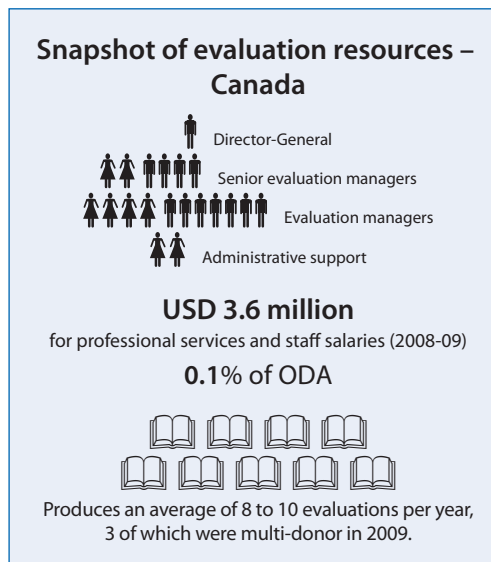 Snapshot of evaluation resources –
Canada
Director-General
Senior evaluation managers
Evaluation managers
Administrative support
USD 3.6 million
for professional services and staff salaries (2008-09)
0.1% of ODA
Produces an average of 8 to 10 evaluations per year,
3 of which were multi-donor in 2009.